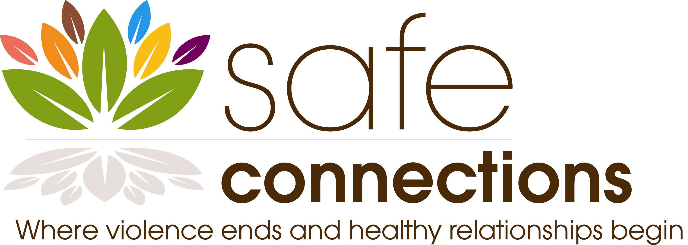 safe
connections
Where violence ends and healthy relationships begin